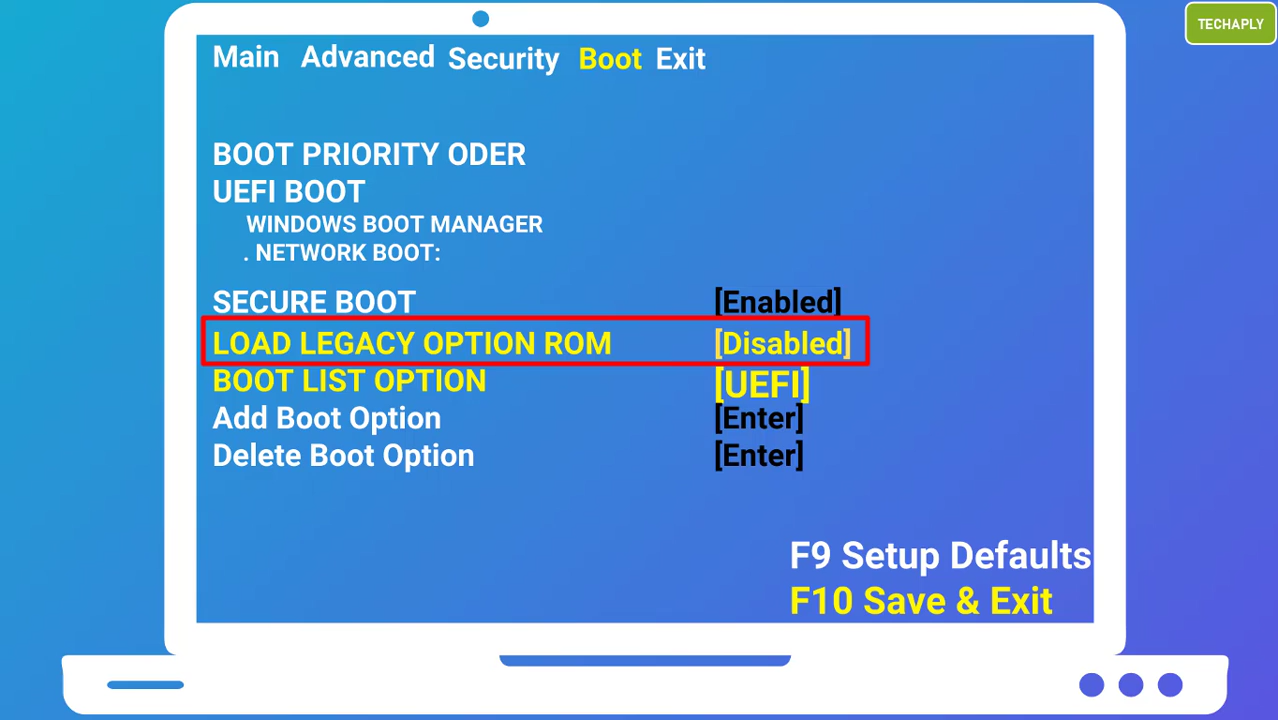 TECHAPLY
Main Advanced Security Boot Exit
BOOT PRIORITY ODER
UEFI BOOT
WINDOWS BOOT MANAGER
. NETWORK BOOT:
SECURE BOOT [Enabled]
LOAD LEGACY OPTION ROM [Disabled]
BOOT LIST OPTION [UEFI]
Add Boot Option [Enter]
Delete Boot Option [Enter]
F9 Setup Defaults
F10 Save & Exit